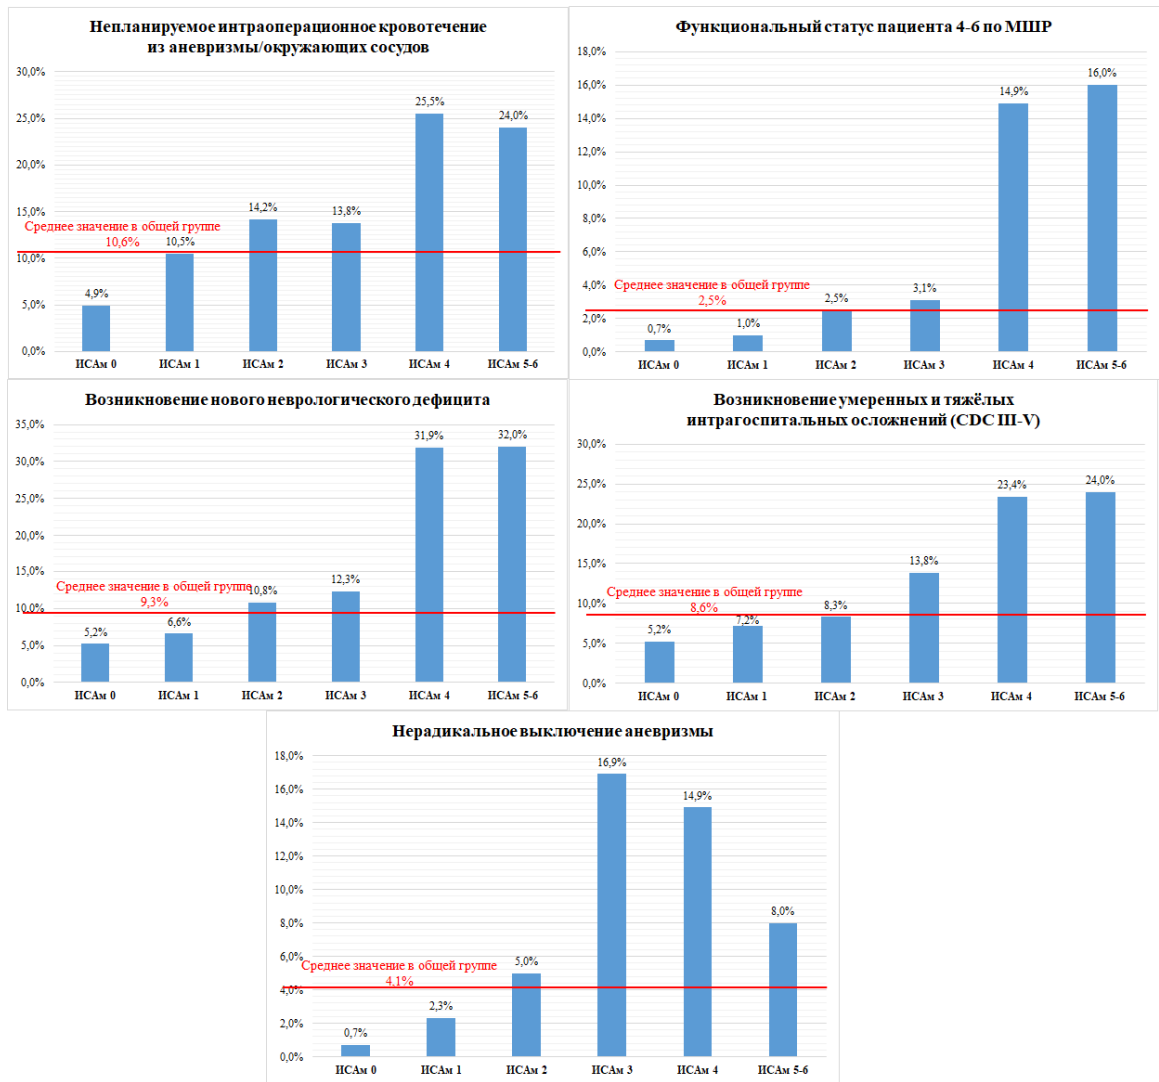 Непланируемое интраоперационное кровотечение
из аневризмы/окружающих сосудов
30,0%
25,0%
20,0%
15,0%
10,0%
5,0%
0,0%
Среднее значение в общей группе
10,6%
4,9%
10,5%
14,2%
13,8%
25,5%
24,0%
ИСАм 0
ИСАм 1
ИСАм 2
ИСАм 3
ИСАм 4
ИСАм 5-6
Функциональный статус пациента 4-6 по МШР
18,0%
16,0%
14,0%
12,0%
10,0%
8,0%
6,0%
4,0%
2,0%
0,0%
Среднее значение в общей группе
2,5%
0,7%
1,0%
2,5%
3,1%
14,9%
16,0%
ИСАм 0
ИСАм 1
ИСАм 2
ИСАм 3
ИСАм 4
ИСАм 5-6
Возникновение нового неврологического дефицита
35,0%
30,0%
25,0%
20,0%
15,0%
10,0%
5,0%
0,0%
Среднее значение в общей группе
9,3%
5,2%
6,6%
10,8%
12,3%
31,9%
32,0%
ИСАм 0
ИСАм 1
ИСАм 2
ИСАм 3
ИСАм 4
ИСАм 5-6
Возникновение умеренных и тяжёлых
интрагоспитальных осложнений (CDC III-V)
30,0%
25,0%
20,0%
15,0%
10,0%
5,0%
0,0%
Среднее значение в общей группе
8,6%
5,2%
7,2%
8,3%
13,8%
23,4%
24,0%
ИСАм 0
ИСАм 1
ИСАм 2
ИСАм 3
ИСАм 4
ИСАм 5-6
Нерадикальное выключение аневризмы
18,0%
16,0%
14,0%
12,0%
10,0%
8,0%
6,0%
4,0%
2,0%
0,0%
Среднее значение в общей группе
4,1%
0,7%
2,3%
5,0%
16,9%
14,9%
8,0%
ИСАм 0
ИСАм 1
ИСАм 2
ИСАм 3
ИСАм 4
ИСАм 5-6